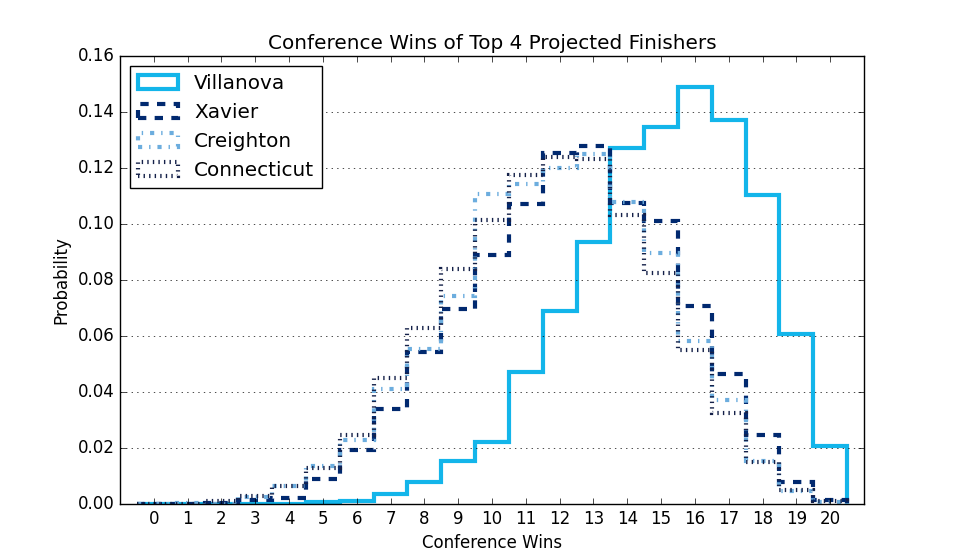 Conference Wins of Top 4 Projected Finishers
0.16
0.14
0.12
0.10
0.08
0.06
0.04
0.02
0.00
Probability
Villanova
Xavier
Creighton
Connecticut
0 1 2 3 4 5 6 7 8 9 10 11 12 13 14 15 16 17 18 19 20
Conference Wins